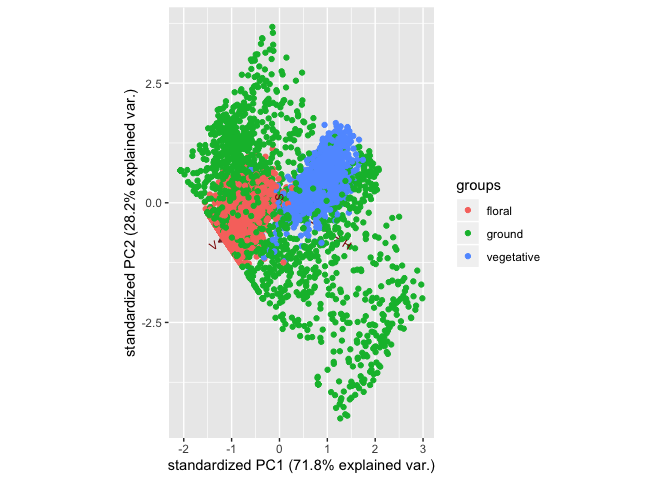 groups
floral
ground
vegetative
2.5
0.0
-2.5
standardized PC2 (28.2% explained var.)
S
V
H
-2
-1
0
1
2
3
standardized PC1 (71.8% explained var.)